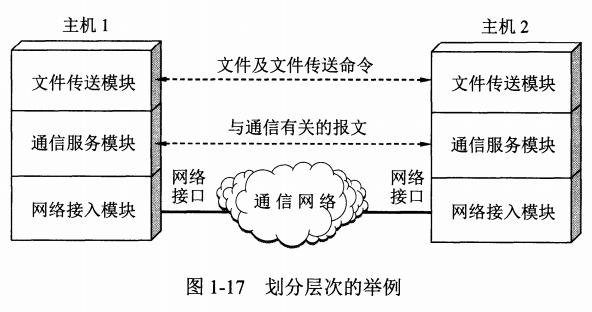 主机 1
主机 2
文件传送模块
文件及文件传送命令
文件传送模块
通信服务模块
与通信有关的报文
通信服务模块
网络接入模块
网络
接口
通信网络
网络
接口
网络接入模块
图 1-17 划分层次的举例